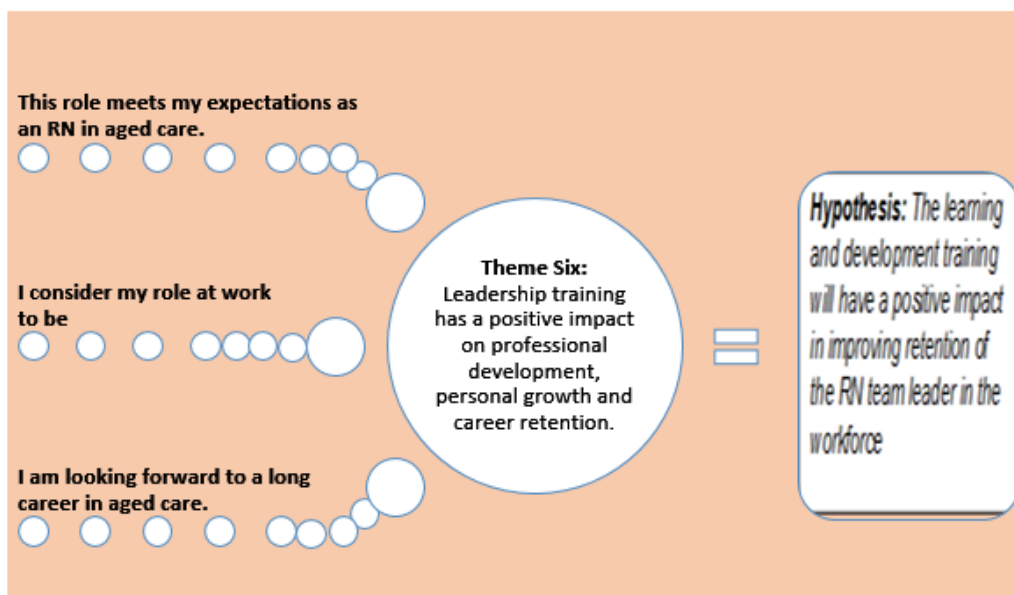 This role meets my expectations as
an RN in aged care.
I consider my role at work
to be
I am looking forward to a long
career in aged care.
Theme Six:
Leadership training
has a positive impact
on professional
development,
personal growth and
career retention.
Hypothesis: The learning
and development training
will have a positive impact
in improving retention of
the RN team leader in the
workforce